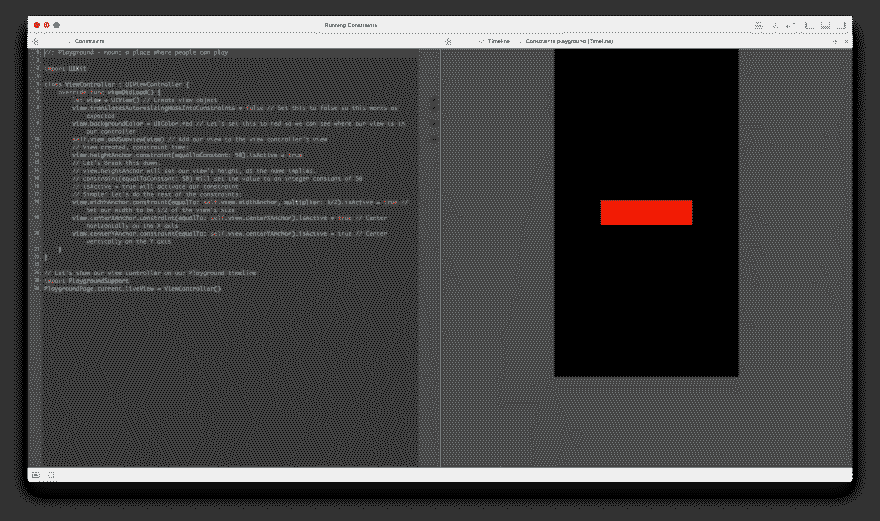 Running Constraints
Constraints
Timeline Constraints.playground (Timeline)
//: Playground - noun: a place where people can play
import UIKit
class ViewController : UIViewController {
override func viewDidLoad() {
let view = UIView() // Create view object
view.translatesAutoresizingMaskIntoConstraints = false // Set this to false so this works as
expected
view.backgroundColor = UIColor.red // Let's set this to red so we can see where our view is in
our controller
self.view.addSubview(view) // Add our view to the view controller's view
// View created, constraint time!
view.heightAnchor.constraint(equalToConstant: 50).isActive = true
// Let's break this down.
// view.heightAnchor will set our view's height, as the name implies.
// constraint(equalToConstant: 50) will set the value to an integer constant of 50
// isActive = true will activate our constraint
// Simple! Let's do the rest of the constraints.
view.widthAnchor.constraint(equalTo: self.view.widthAnchor, multiplier: 1/2).isActive = true //
Set our width to be 1/2 of the view's size
view.centerXAnchor.constraint(equalTo: self.view.centerXAnchor).isActive = true // Center
horizontally on the X axis
view.centerYAnchor.constraint(equalTo: self.view.centerYAnchor).isActive = true // Center
vertically on the Y axis
}
}
// Let's show our view controller on our Playground timeline
import PlaygroundSupport
PlaygroundPage.current.liveView = ViewController()